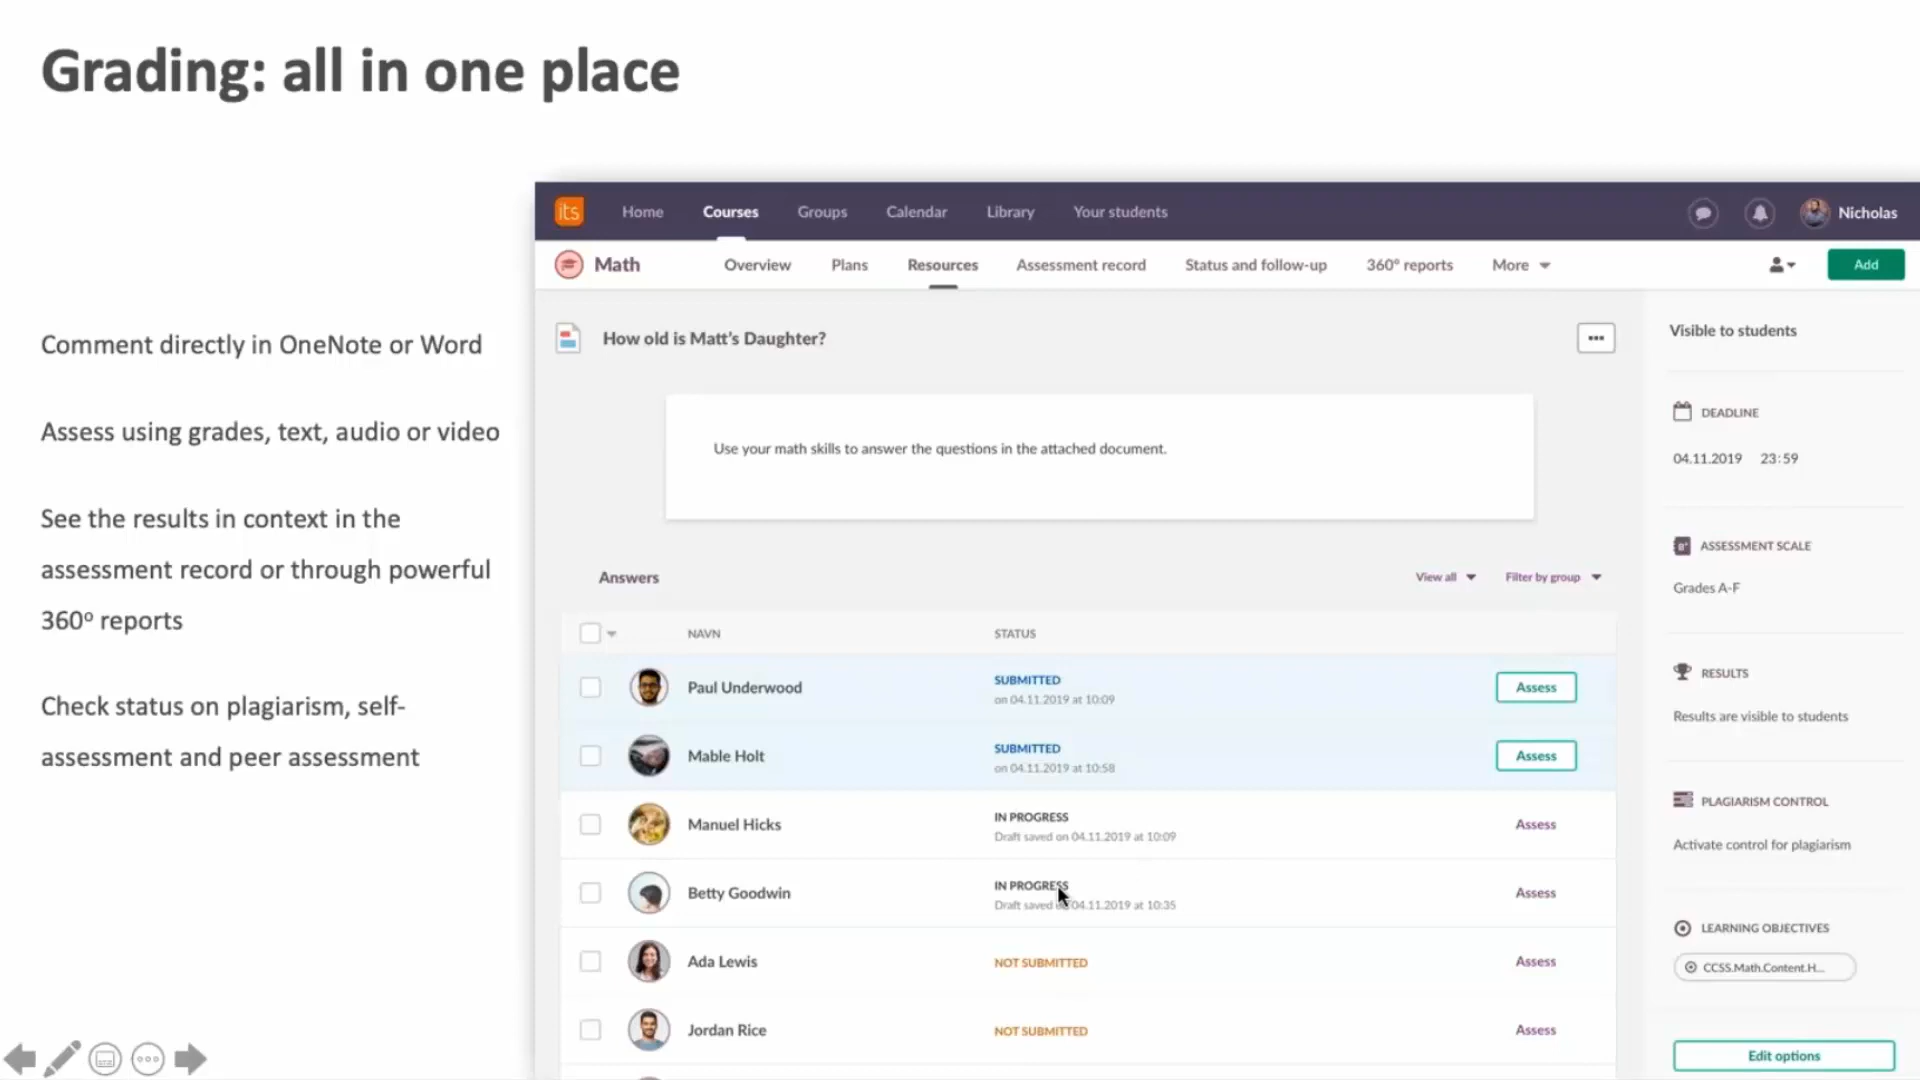 Grading: all in one place
Comment directly in OneNote or Word
Assess using grades, text, audio or video
See the results in context in the
assessment record or through powerful
360º reports
Check status on plagiarism, self-
assessment and peer assessment
its
Home Courses Groups Calendar Library Your students Nicholas
Math Overview Plans Resources Assessment record Status and follow-up 360° reports More Add
How old is Matt's Daughter?
Use your math skills to answer the questions in the attached document.
Answers View all Filter by group
NAVN STATUS
Paul Underwood SUBMITTED Assess
on 04.11.2019 at 10:09
Mable Holt SUBMITTED Assess
on 04.11.2019 at 10:58
Manuel Hicks IN PROGRESS Assess
Draft saved on 04.11.2019 at 10:09
Betty Goodwin IN PROGRESS Assess
Draft saved 04.11.2019 at 10:35
Ada Lewis NOT SUBMITTED Assess
Jordan Rice NOT SUBMITTED Assess
Visible to students
DEADLINE
04.11.2019 23:59
ASSESSMENT SCALE
Grades A-F
RESULTS
Results are visible to students
PLAGIARISM CONTROL
Activate control for plagiarism
LEARNING OBJECTIVES
CCSS.Math.Content.H...
Edit options